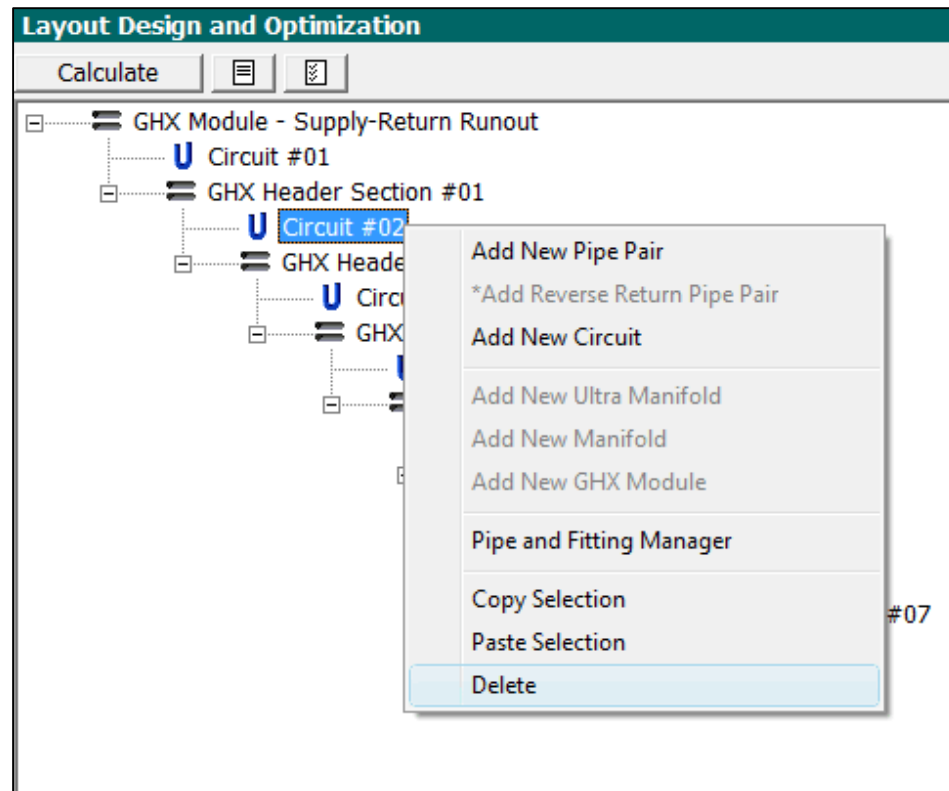 Layout Design and Optimization
Calculate
GHX Module - Supply-Return Runout
Circuit #01
GHX Header Section #01
Circuit #02
GHX
GHX
Add New Pipe Pair
*Add Reverse Return Pipe Pair
Add New Circuit
Add New Ultra Manifold
Add New Manifold
Add New GHX Module
Pipe and Fitting Manager
Copy Selection
Paste Selection
Delete
#07